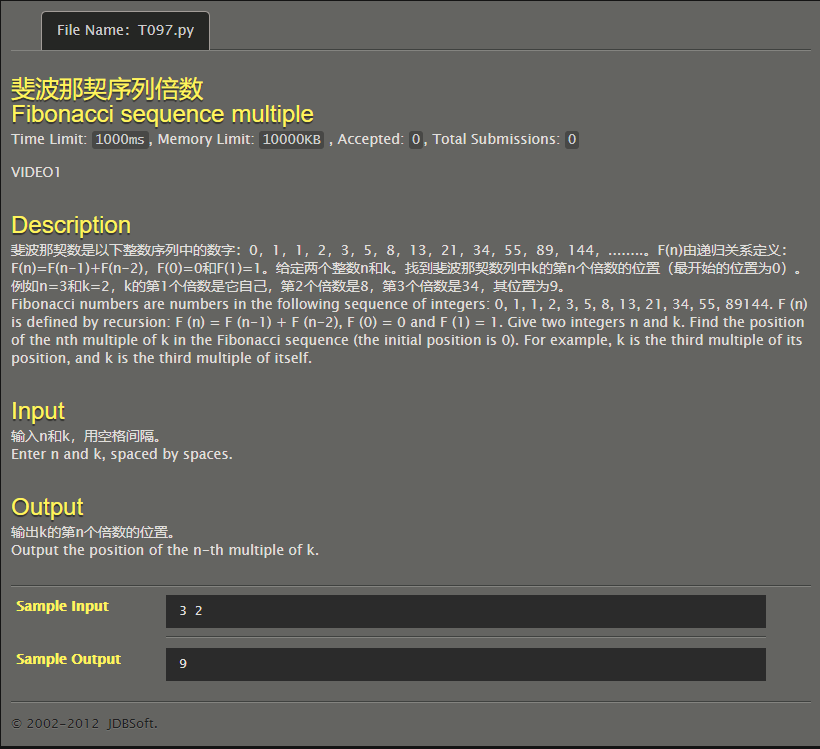 File Name: T097.py
斐波那契序列倍数
Fibonacci sequence multiple
Time Limit: 1000ms, Memory Limit: 10000KB , Accepted: 0, Total Submissions: 0
VIDEO1
Description
斐波那契数是以下整数序列中的数字：0，1，1，2，3，5，8，13，21，34，55，89，144，........。F(n)由递归关系定义：
F(n)=F(n-1)+F(n-2)，F(0)=0和F(1)=1。给定两个整数n和k。找到斐波那契数列中k的第n个倍数的位置（最开始的位置为0）。
例如n=3和k=2，k的第1个倍数是它自己，第2个倍数是8，第3个倍数是34，其位置为9。
Fibonacci numbers are numbers in the following sequence of integers: 0, 1, 1, 2, 3, 5, 8, 13, 21, 34, 55, 89144. F (n)
is defined by recursion: F (n) = F (n-1) + F (n-2), F (0) = 0 and F (1) = 1. Give two integers n and k. Find the position
of the nth multiple of k in the Fibonacci sequence (the initial position is 0). For example, k is the third multiple of its
position, and k is the third multiple of itself.
Input
输入n和k，用空格间隔。
Enter n and k, spaced by spaces.
Output
输出k的第n个倍数的位置。
Output the position of the n-th multiple of k.
Sample Input
3 2
Sample Output
9
© 2002-2012 JDBSoft.